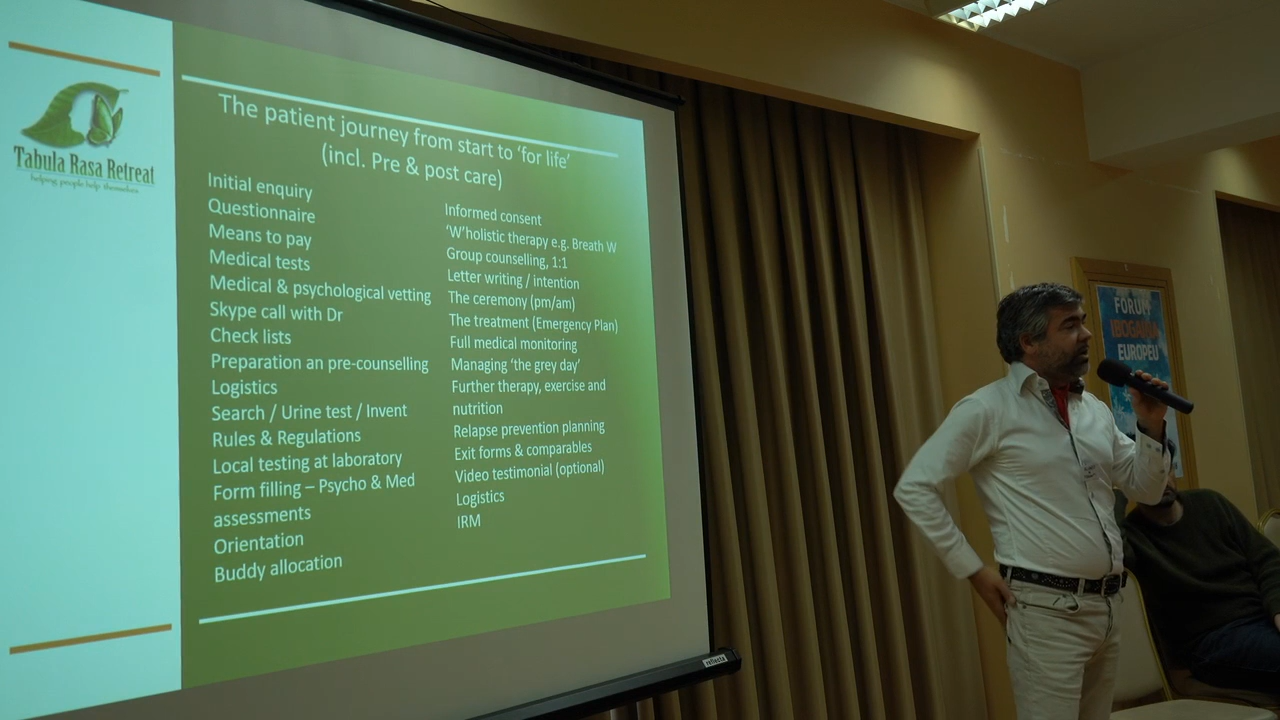 Tabula Rasa Retreat
helping people help themselves
The patient journey from start to ‘for life’
(incl. Pre & post care)
Initial enquiry
Questionnaire
Means to pay
Medical tests
Medical & psychological vetting
Skype call with Dr
Check lists
Preparation an pre-counselling
Logistics
Search / Urine test / Invent
Rules & Regulations
Local testing at laboratory
Form filling – Psycho & Med
assessments
Orientation
Buddy allocation
Informed consent
‘W’holistic therapy e.g. Breath W
Group counselling, 1:1
Letter writing / intention
The ceremony (pm/am)
The treatment (Emergency Plan)
Full medical monitoring
Managing ‘the grey day’
Further therapy, exercise and
nutrition
Relapse prevention planning
Exit forms & comparables
Video testimonial (optional)
Logistics
IRM
reflecta
FORUM
IBOGAINA
EUROPEU